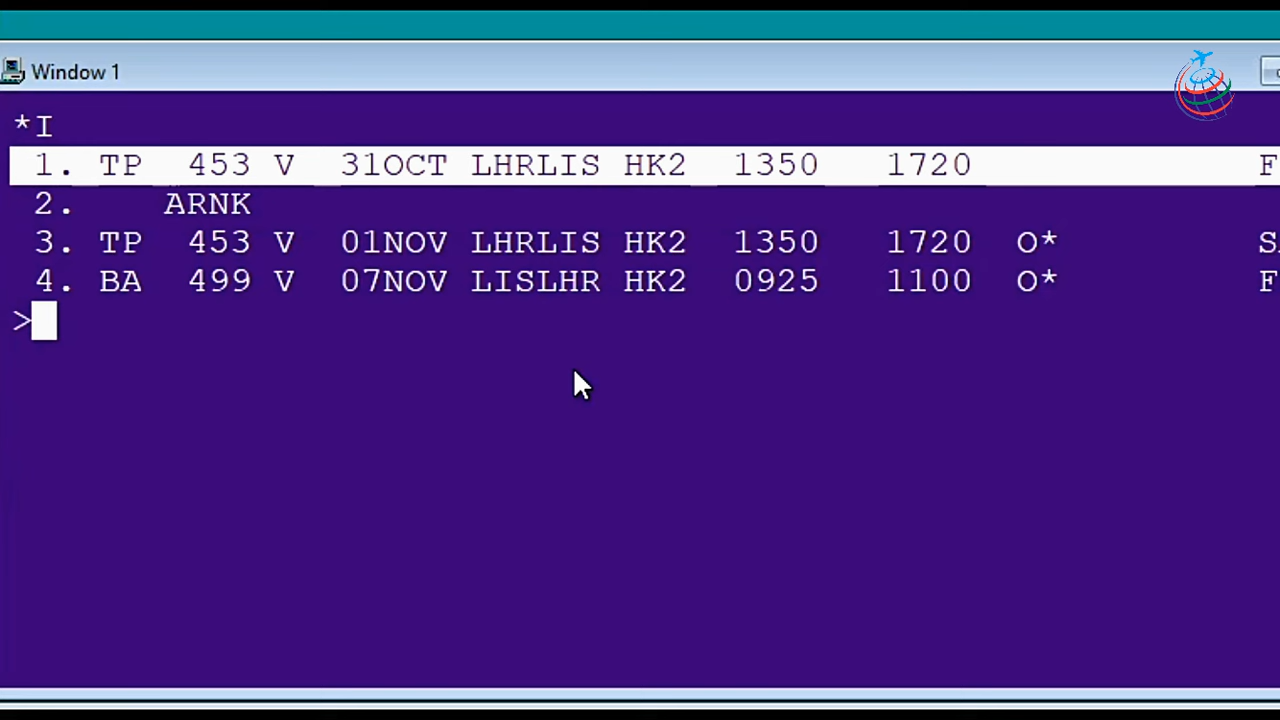 Window 1
*I
1. TP 453 V 31OCT LHRLIS HK2 1350 1720 F
2. ARNK
3. TP 453 V 01NOV LHRLIS HK2 1350 1720 O* S
4. BA 499 V 07NOV LISLHR HK2 0925 1100 O* F
>